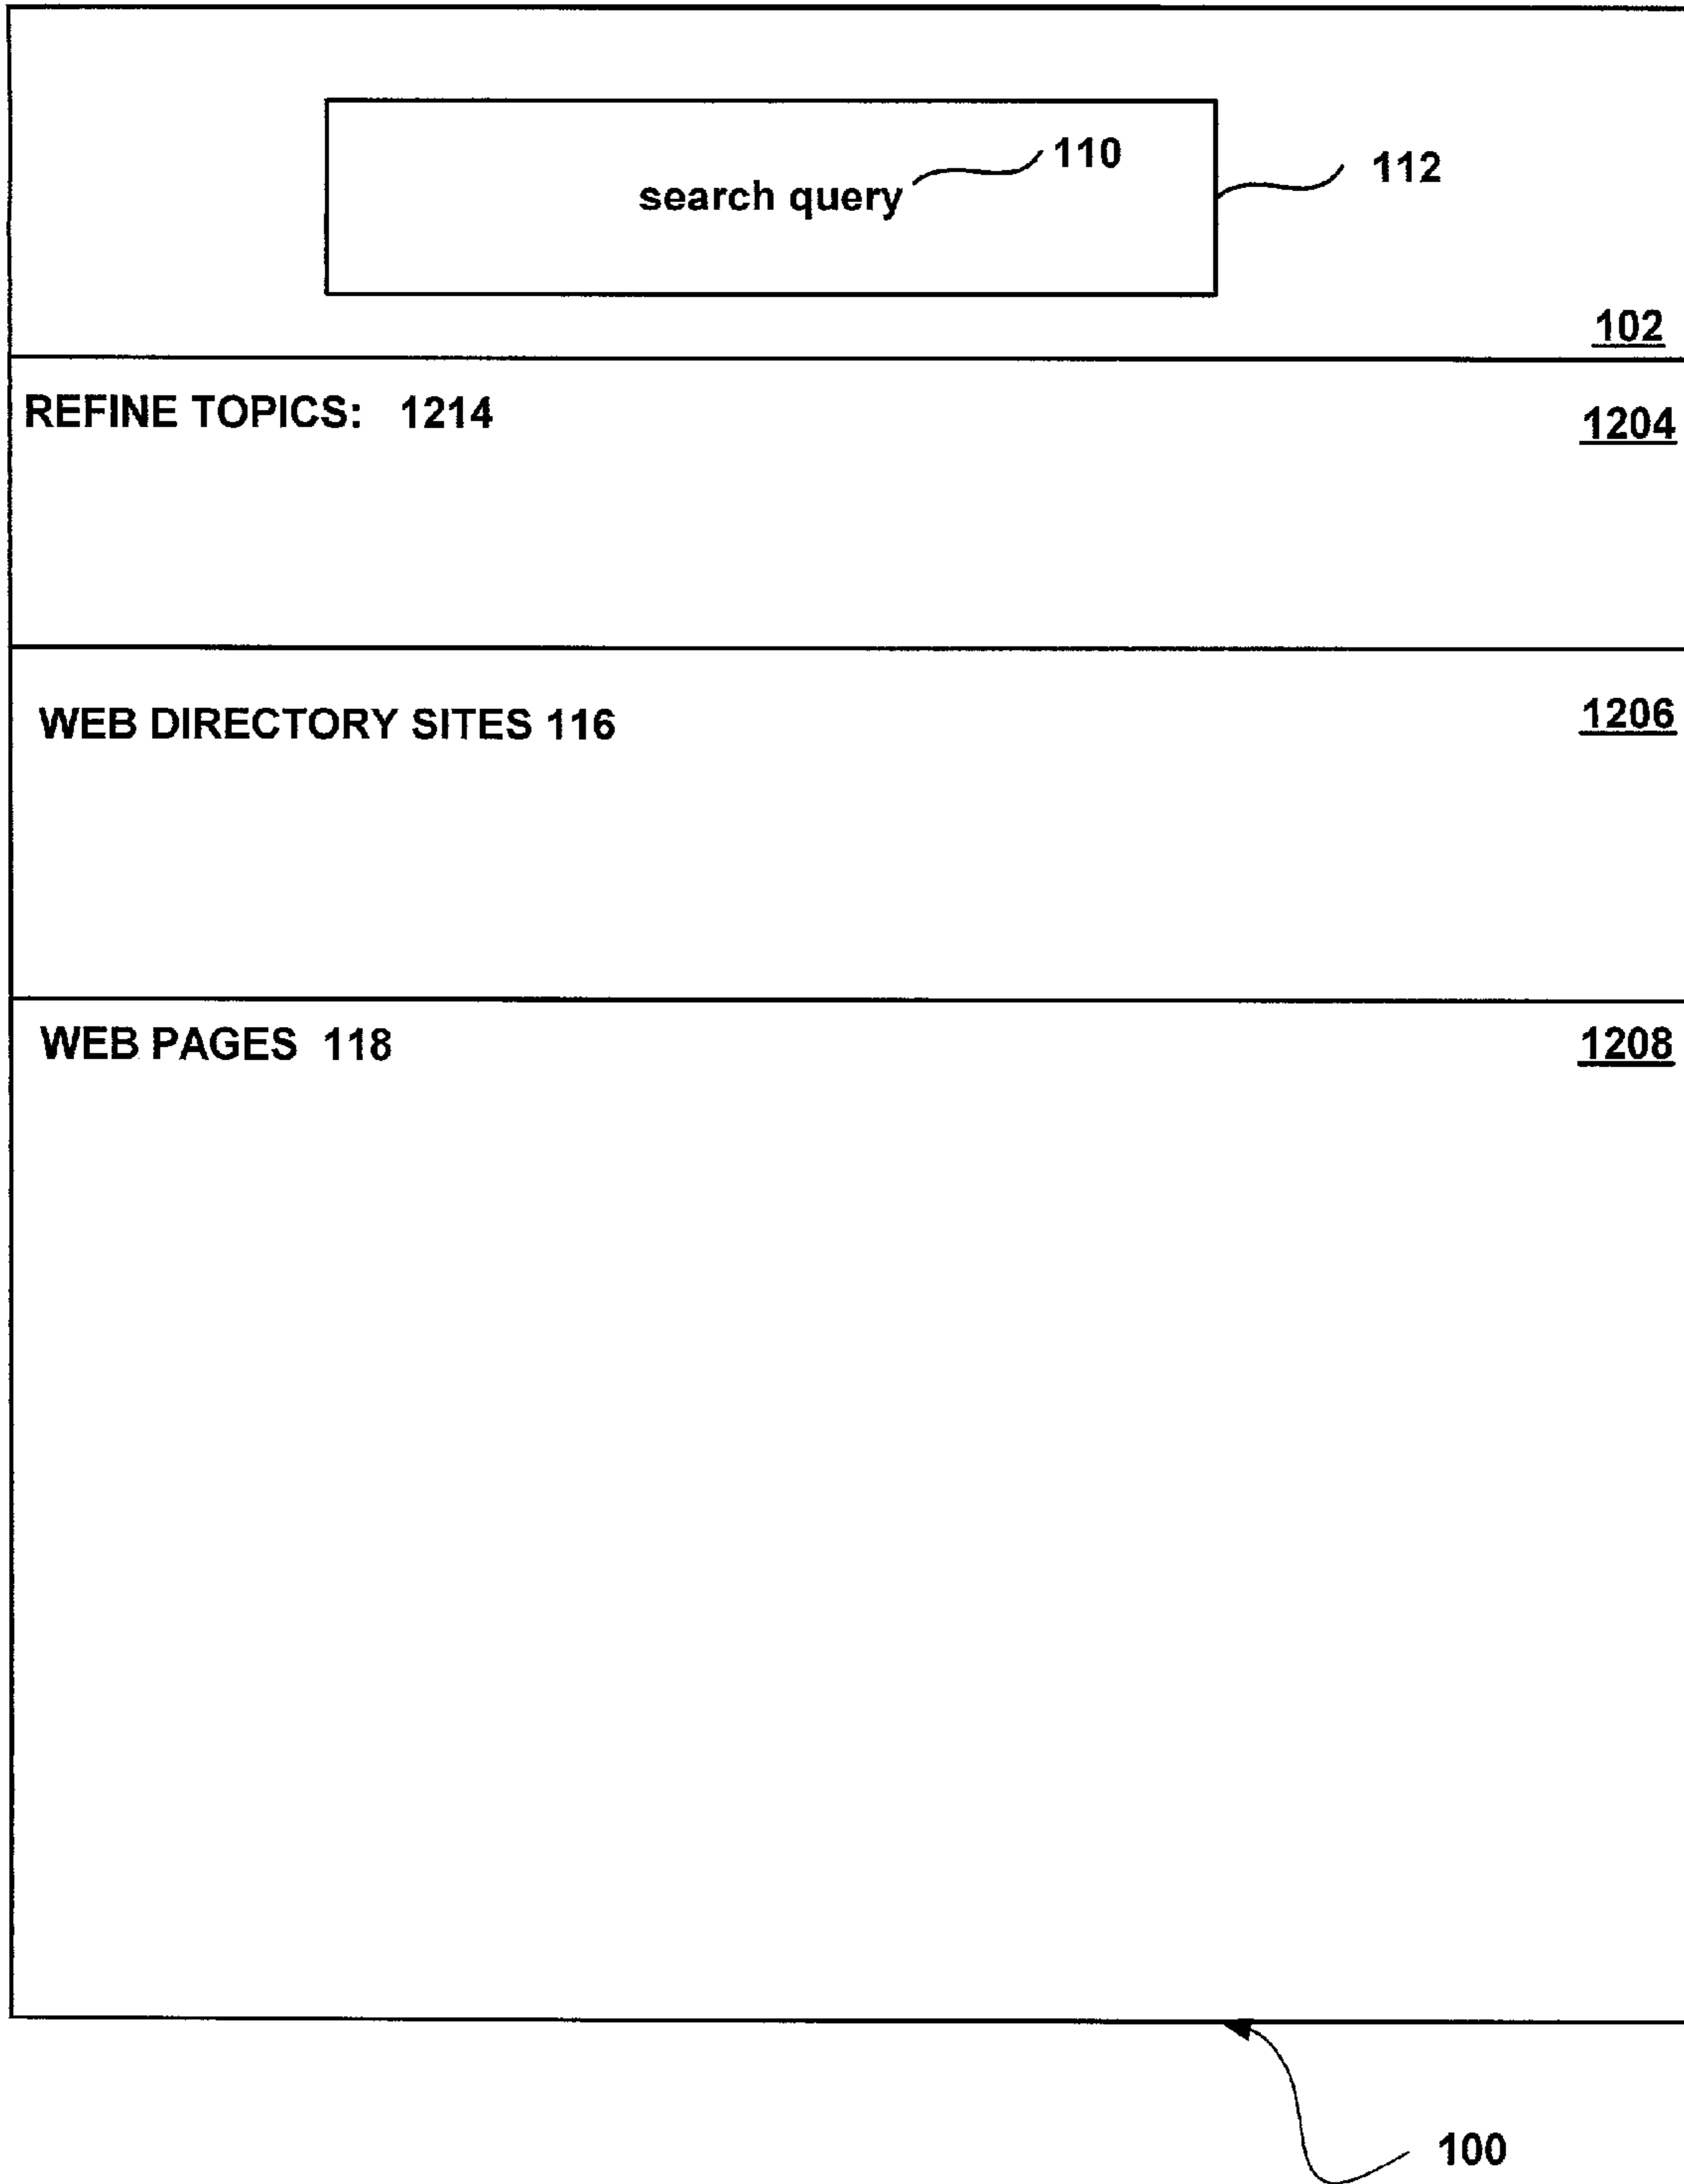 110
search query
112
102
REFINE TOPICS: 1214
1204
WEB DIRECTORY SITES 116
1206
WEB PAGES 118
1208
100